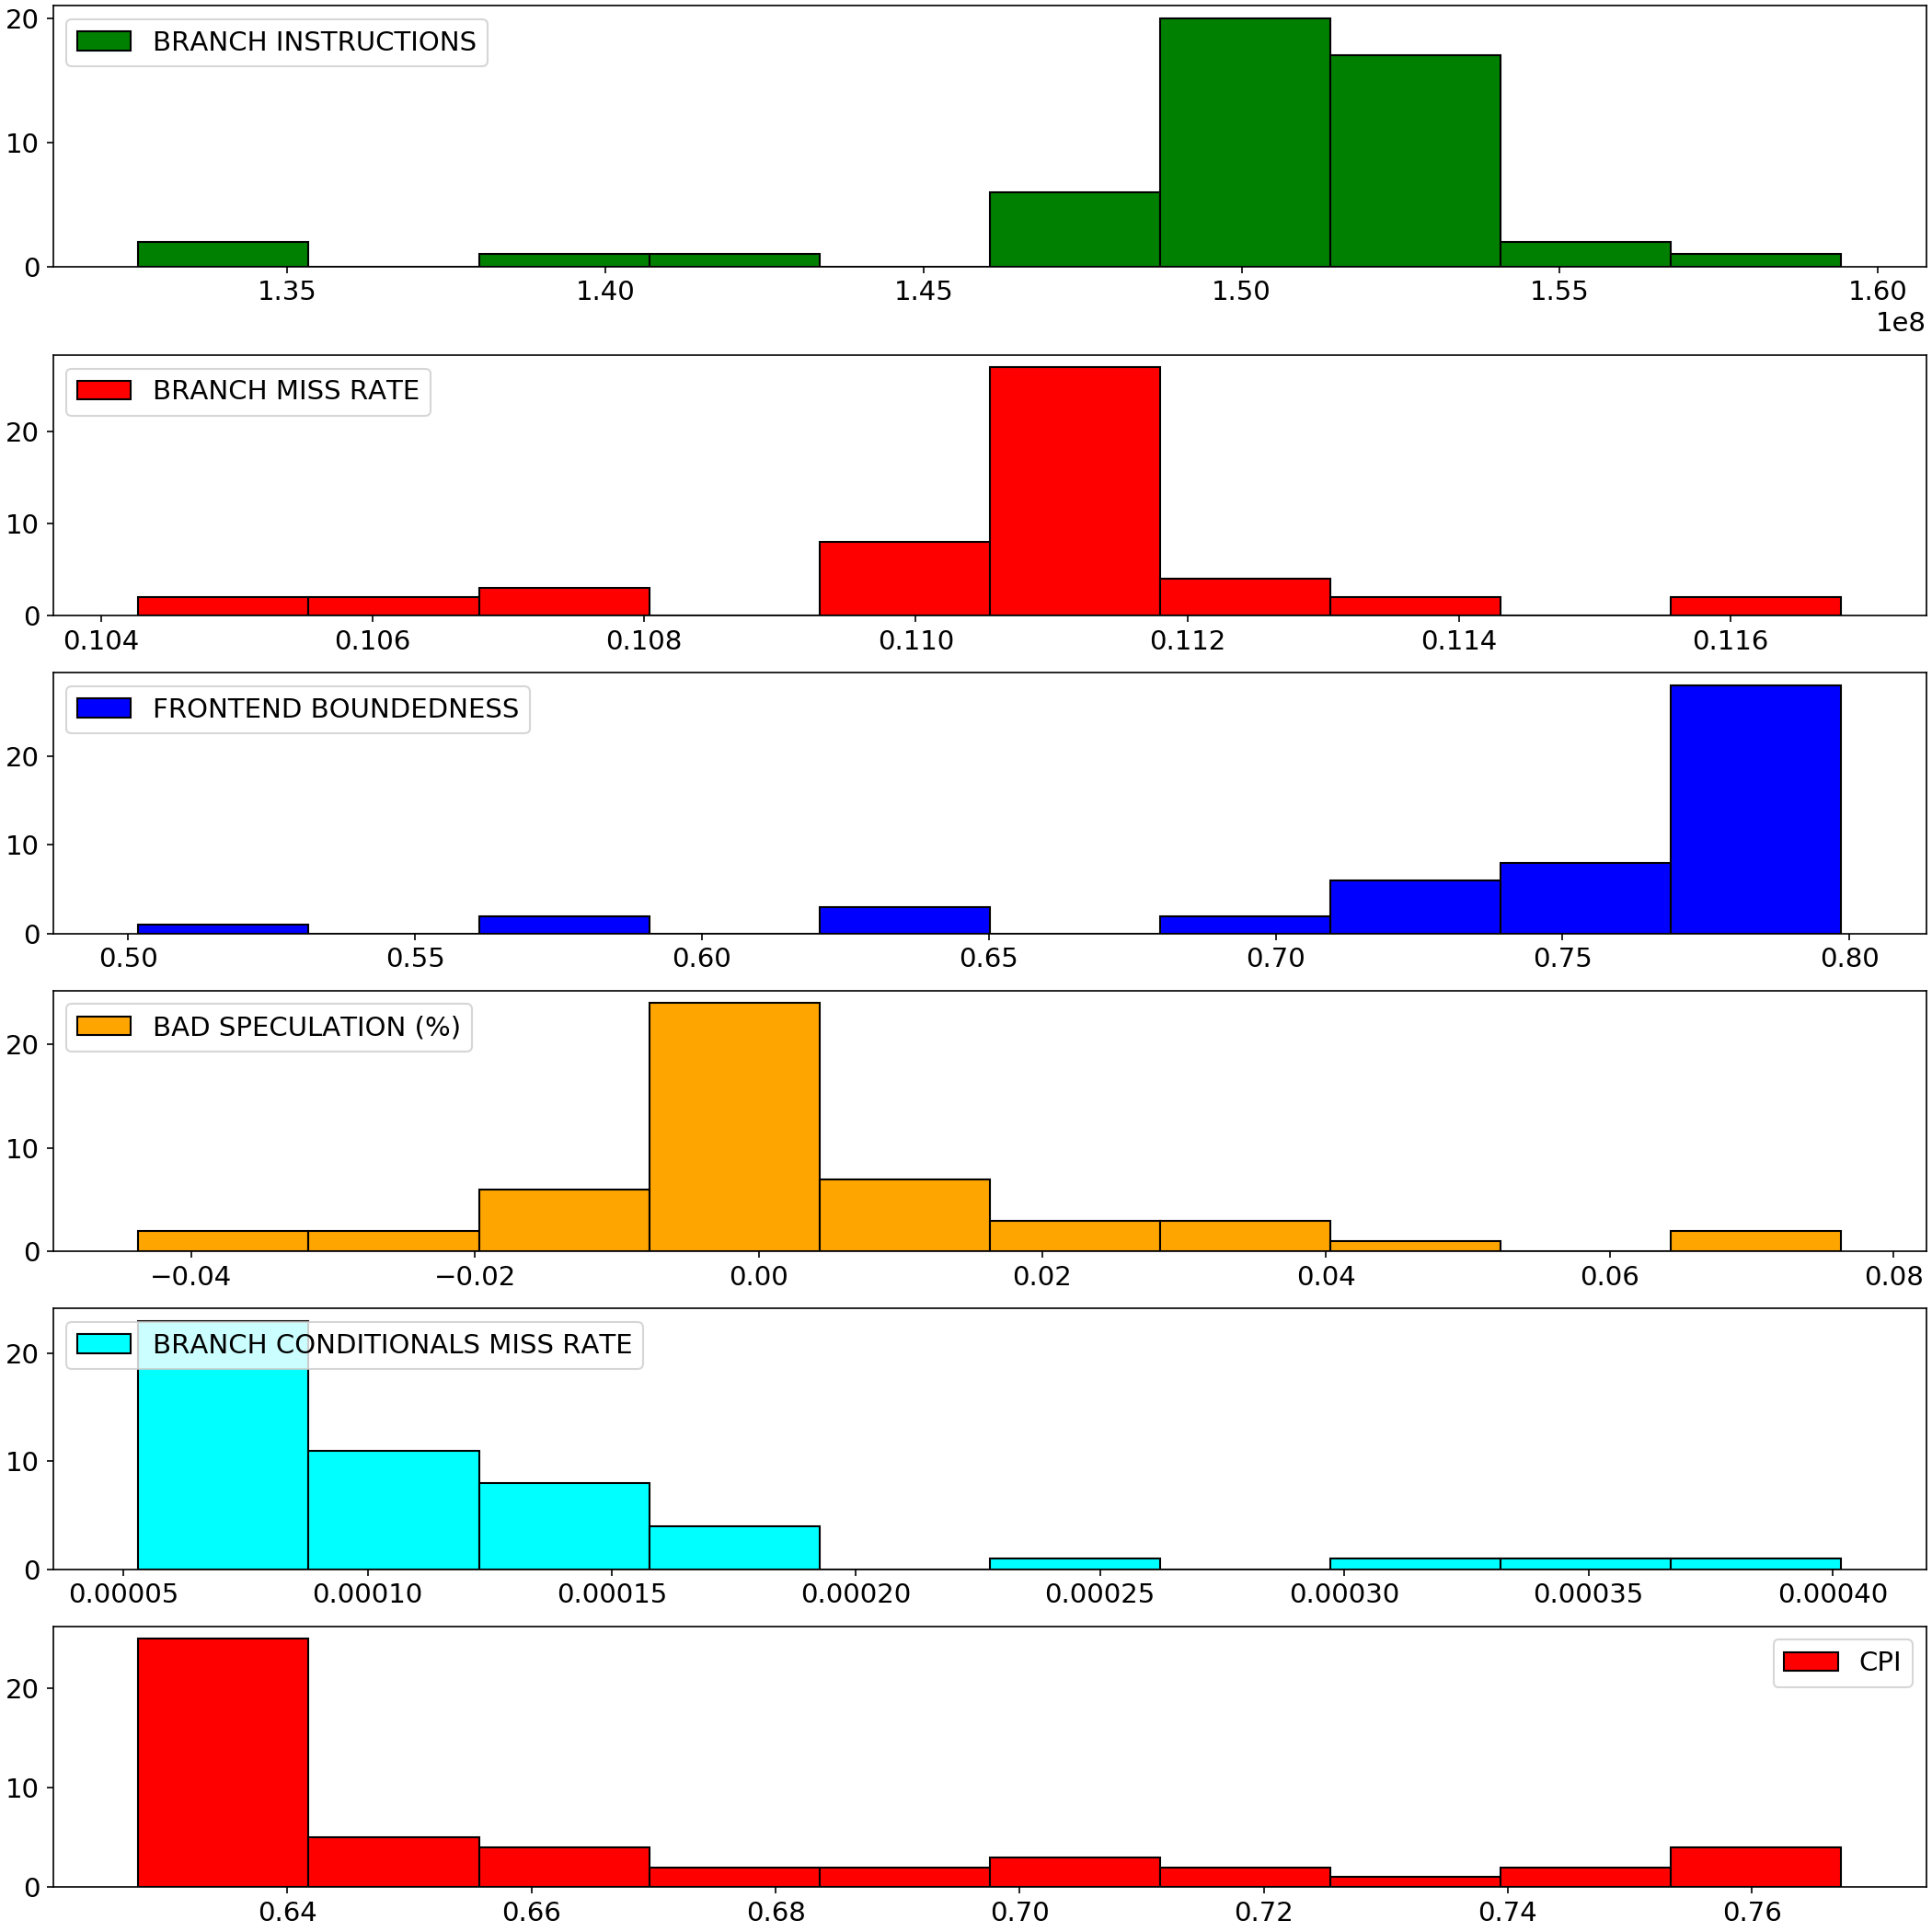 BRANCH INSTRUCTIONS
20
10
0
1.35 1.40 1.45 1.50 1.55 1.60
1e8
BRANCH MISS RATE
20
10
0
0.104 0.106 0.108 0.110 0.112 0.114 0.116
FRONTEND BOUNDEDNESS
20
10
0
0.50 0.55 0.60 0.65 0.70 0.75 0.80
BAD SPECULATION (%)
20
10
0
−0.04 −0.02 0.00 0.02 0.04 0.06 0.08
BRANCH CONDITIONALS MISS RATE
20
10
0
0.00005 0.00010 0.00015 0.00020 0.00025 0.00030 0.00035 0.00040
CPI
20
10
0
0.64 0.66 0.68 0.70 0.72 0.74 0.76